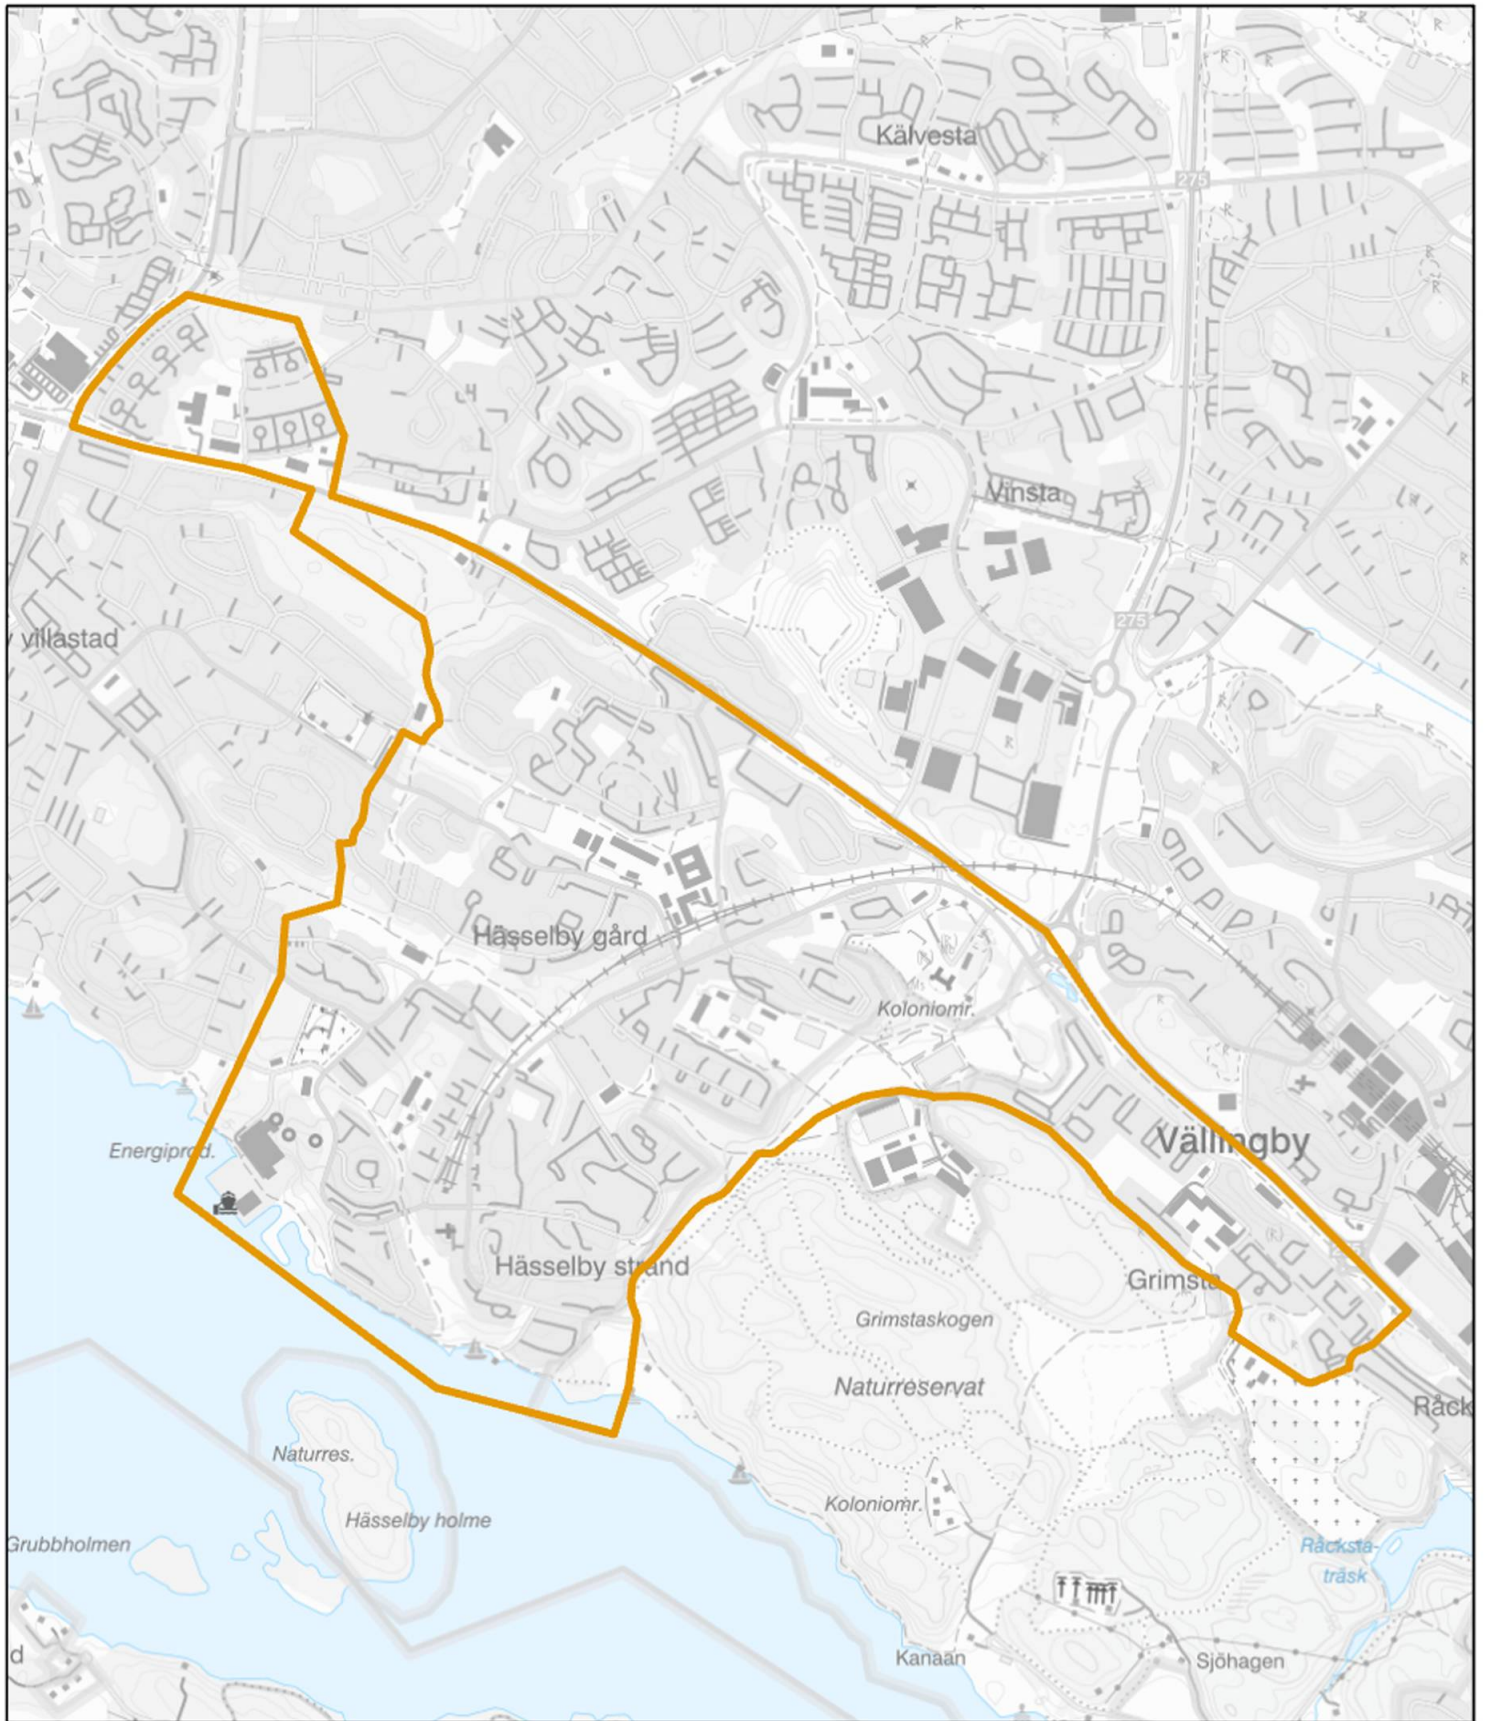 Kälvesta
275
Vinsta
275
villastad
Hässelby gård
Koloniomr.
Energiprod.
Vällingby
Hässelby strand
Grimsta
Grimstaskogen
Naturreservat
Råck
Naturres.
Koloniomr.
Hässelby holme
Grubbholmen
Råcksta-
träsk
Kanaan
Sjöhagen
d